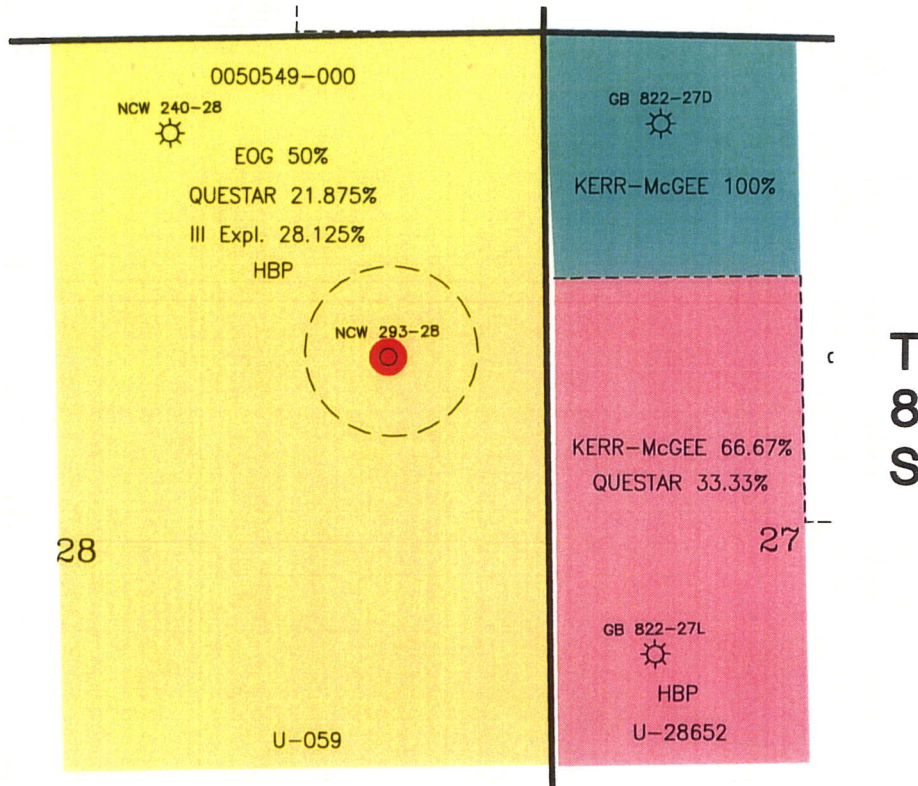 0050549-000
NCW 240-28
EOG 50%
QUESTAR 21.875%
III Expl. 28.125%
HBP
NCW 293-28
28
U-059
GB 822-27D
KERR-McGEE 100%
KERR-McGEE 66.67%
QUESTAR 33.33%
27
GB 822-27L
HBP
U-28652
T
8
S